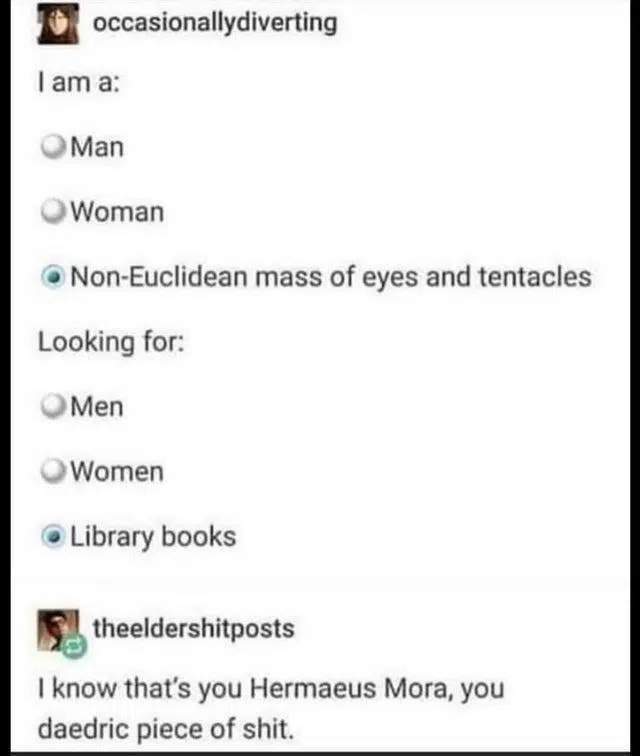 occasionallydiverting
I am a:
Man
Woman
Non-Euclidean mass of eyes and tentacles
Looking for:
Men
Women
Library books
theeldershitposts
I know that's you Hermaeus Mora, you
daedric piece of shit.